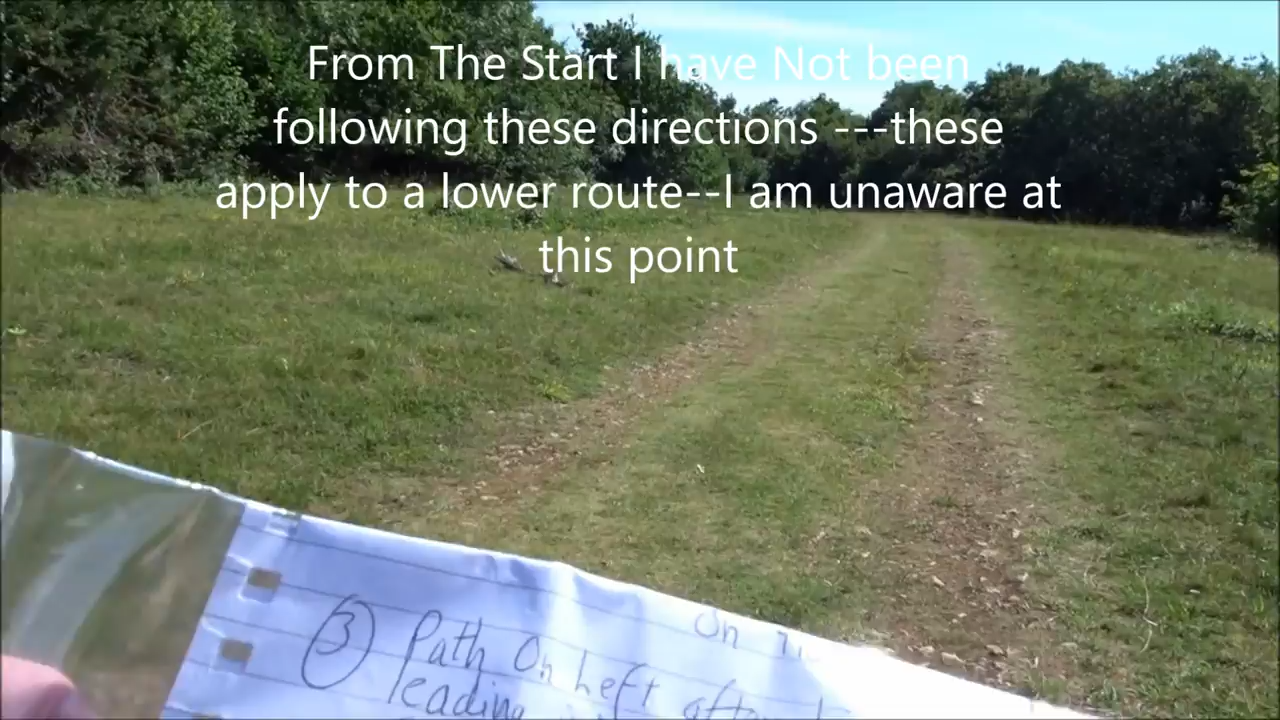 From The Start I have Not been
following these directions ---these
apply to a lower route--I am unaware at
this point
On
3 Path On Left after
leading